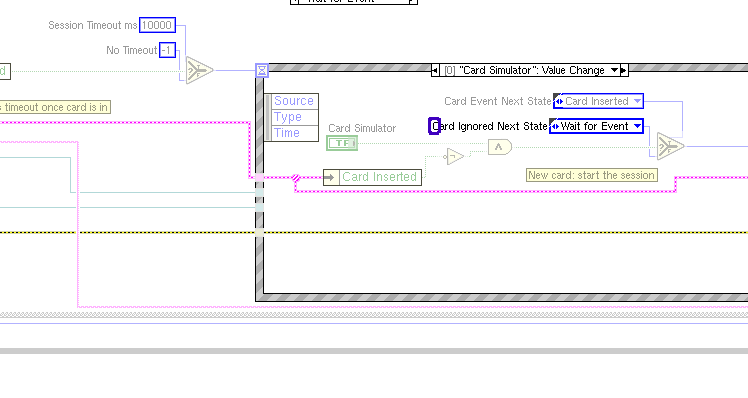 Wait for Event
Session Timeout ms 10000
No Timeout -1
[0] "Card Simulator": Value Change
s timeout once card is in
Source
Type
Time
Card Event Next State Card Inserted
Card Ignored Next State Wait for Event
Card Simulator
TF
Card Inserted
New card: start the session